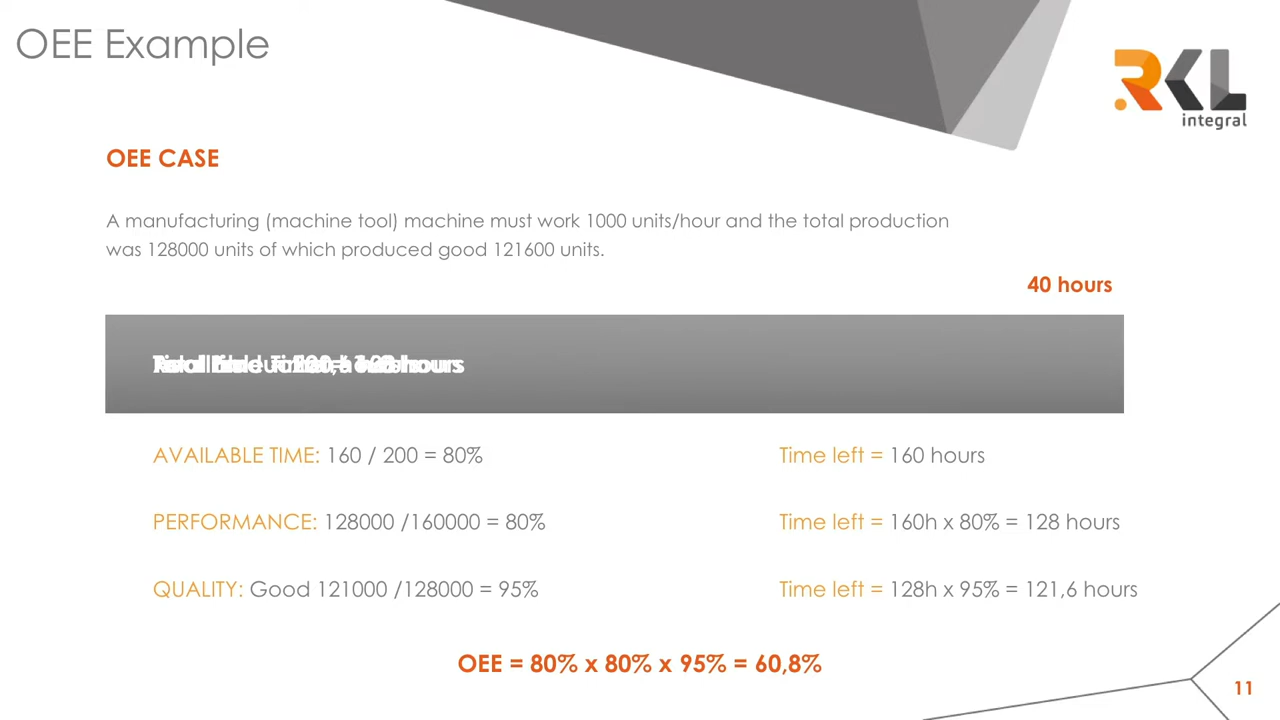 OEE Example
RKL
integral
OEE CASE
A manufacturing (machine tool) machine must work 1000 units/hour and the total production
was 128000 units of which produced good 121600 units.
40 hours
AVAILABLE TIME: 160 / 200 = 80%
Time left = 160 hours
PERFORMANCE: 128000 /160000 = 80%
Time left = 160h x 80% = 128 hours
QUALITY: Good 121000 /128000 = 95%
Time left = 128h x 95% = 121,6 hours
OEE = 80% x 80% x 95% = 60,8%
11